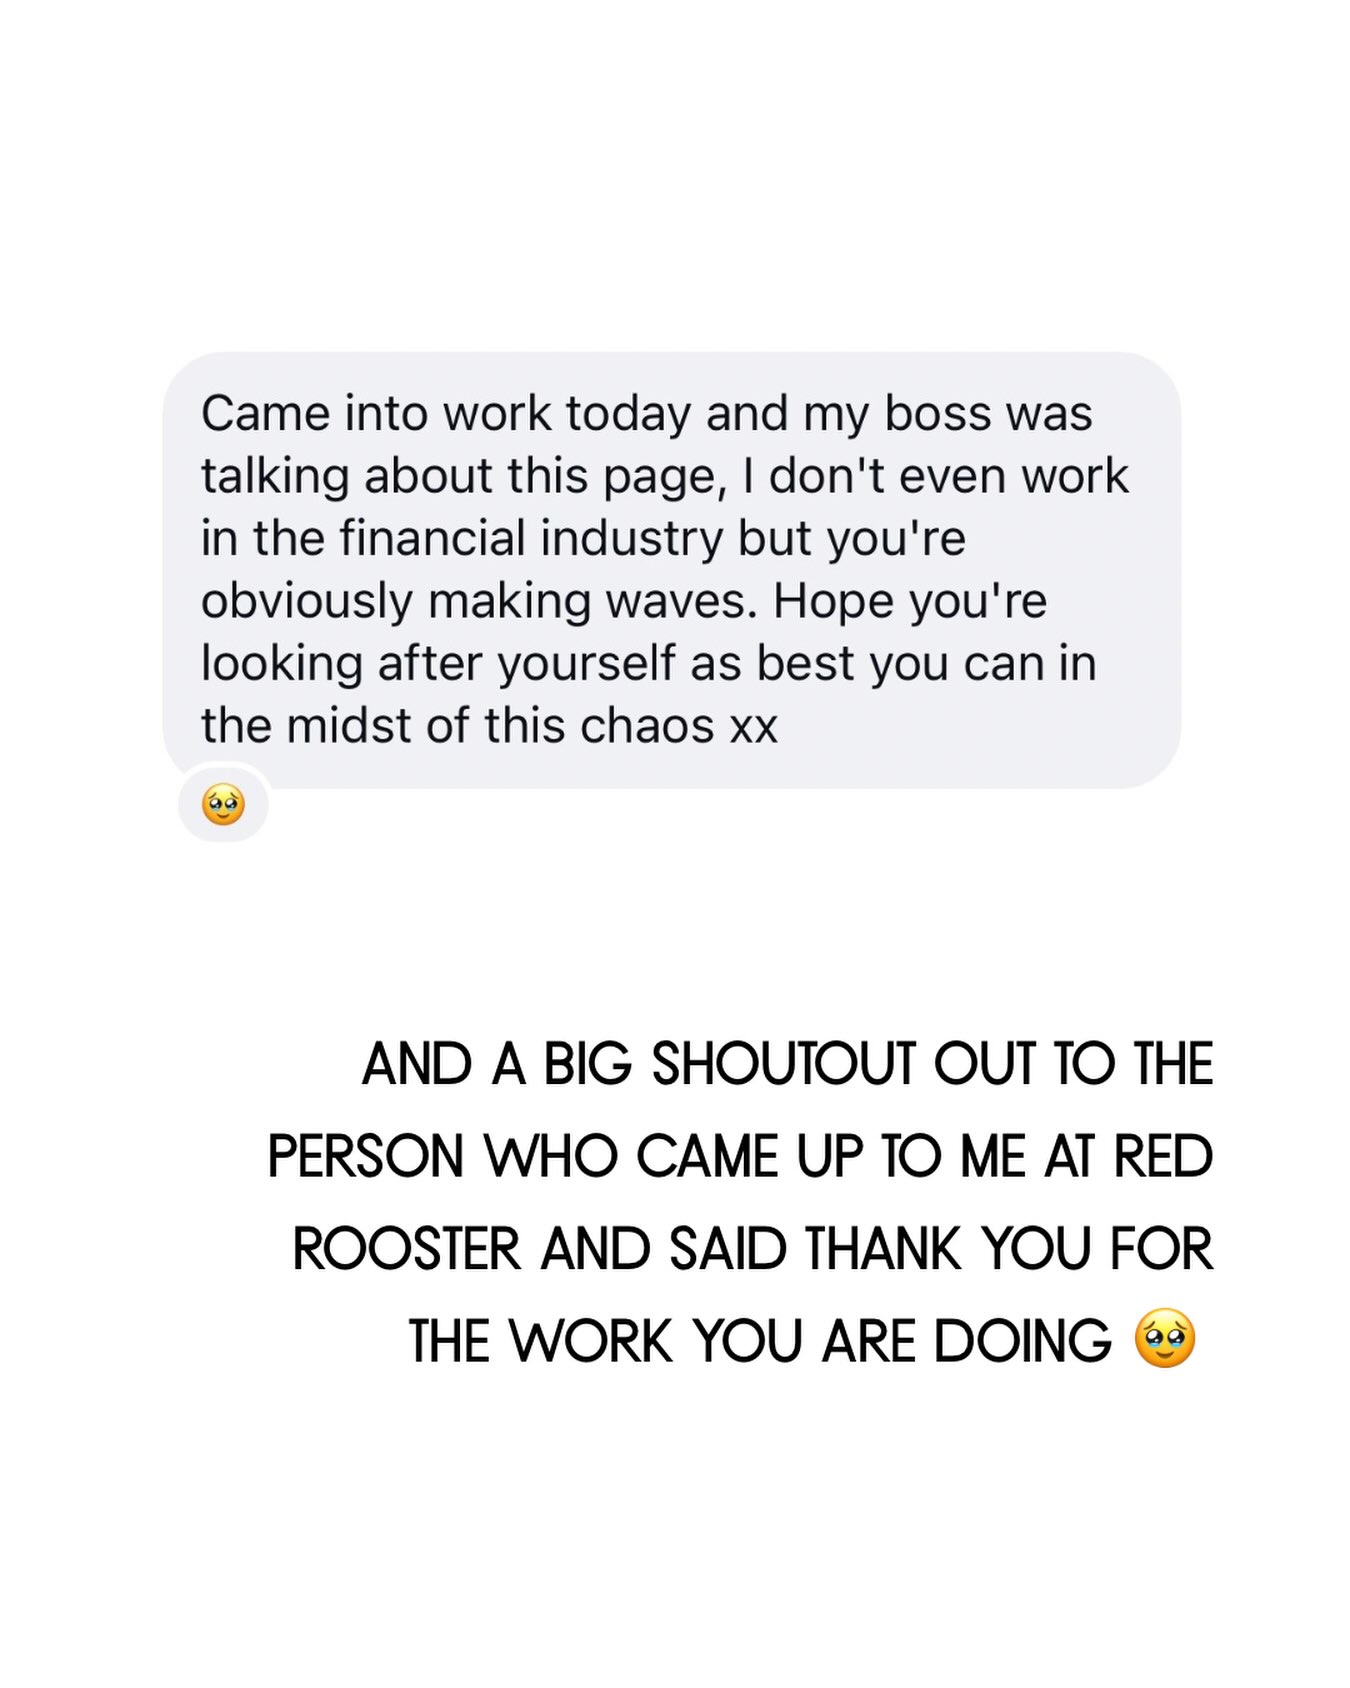 Came into work today and my boss was
talking about this page, I don't even work
in the financial industry but you're
obviously making waves. Hope you're
looking after yourself as best you can in
the midst of this chaos xx
🥹
AND A BIG SHOUTOUT OUT TO THE
PERSON WHO CAME UP TO ME AT RED
ROOSTER AND SAID THANK YOU FOR
THE WORK YOU ARE DOING 🥹